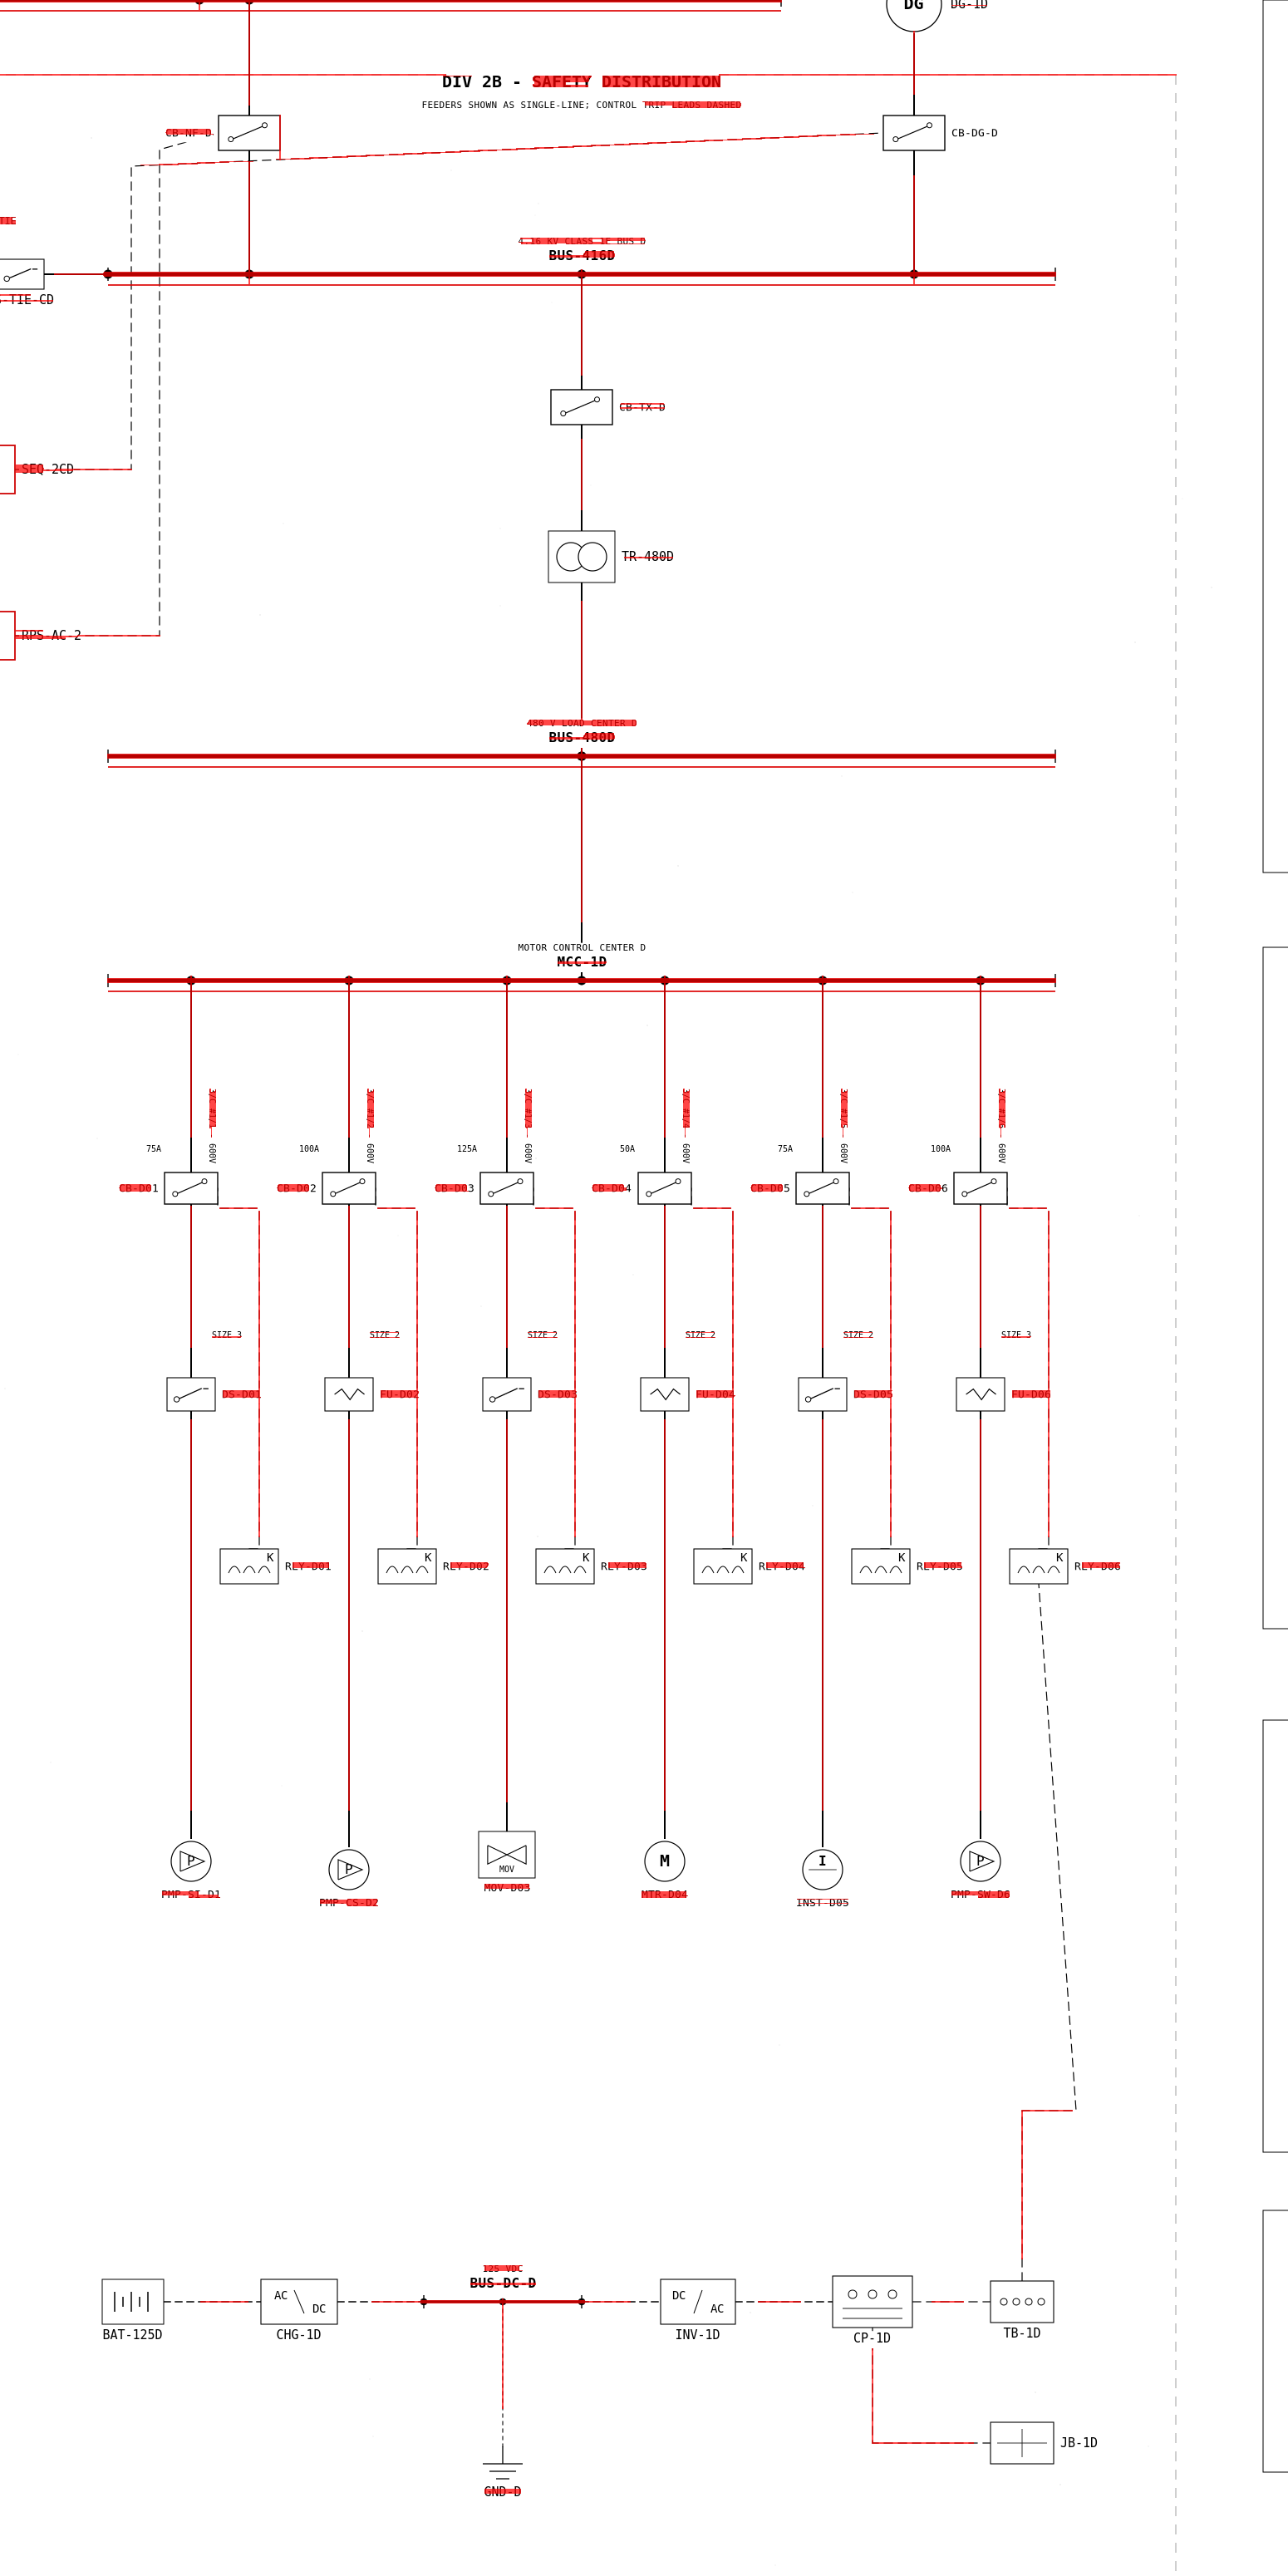 DG
DG-1D
DIV 2B - SAFETY DISTRIBUTION
FEEDERS SHOWN AS SINGLE-LINE; CONTROL TRIP LEADS DASHED
CB-NF-D
CB-DG-D
TIE
4.16 KV CLASS 1E BUS D
BUS-416D
-TIE-CD
CB-TX-D
SEQ-2CD
TR-480D
RPS-AC-2
480 V LOAD CENTER D
BUS-480D
MOTOR CONTROL CENTER D
MCC-1D
600V
600V
600V
600V
600V
600V
75A
100A
125A
50A
75A
100A
CB-D01
CB-D02
CB-D03
CB-D04
CB-D05
CB-D06
SIZE 3
SIZE 2
SIZE 2
SIZE 2
SIZE 2
SIZE 3
DS-D01
FU-D02
DS-D03
FU-D04
DS-D05
FU-D06
K
K
K
K
K
K
RLY-D01
RLY-D02
RLY-D03
RLY-D04
RLY-D05
RLY-D06
P
P
MOV
M
I
P
PMP-SI-D1
PMP-CS-D2
MOV-D03
MTR-D04
INST-D05
PMP-SW-D6
125 VDC
BUS-DC-D
AC
DC
DC
AC
BAT-125D
CHG-1D
INV-1D
CP-1D
TB-1D
JB-1D
GND-D